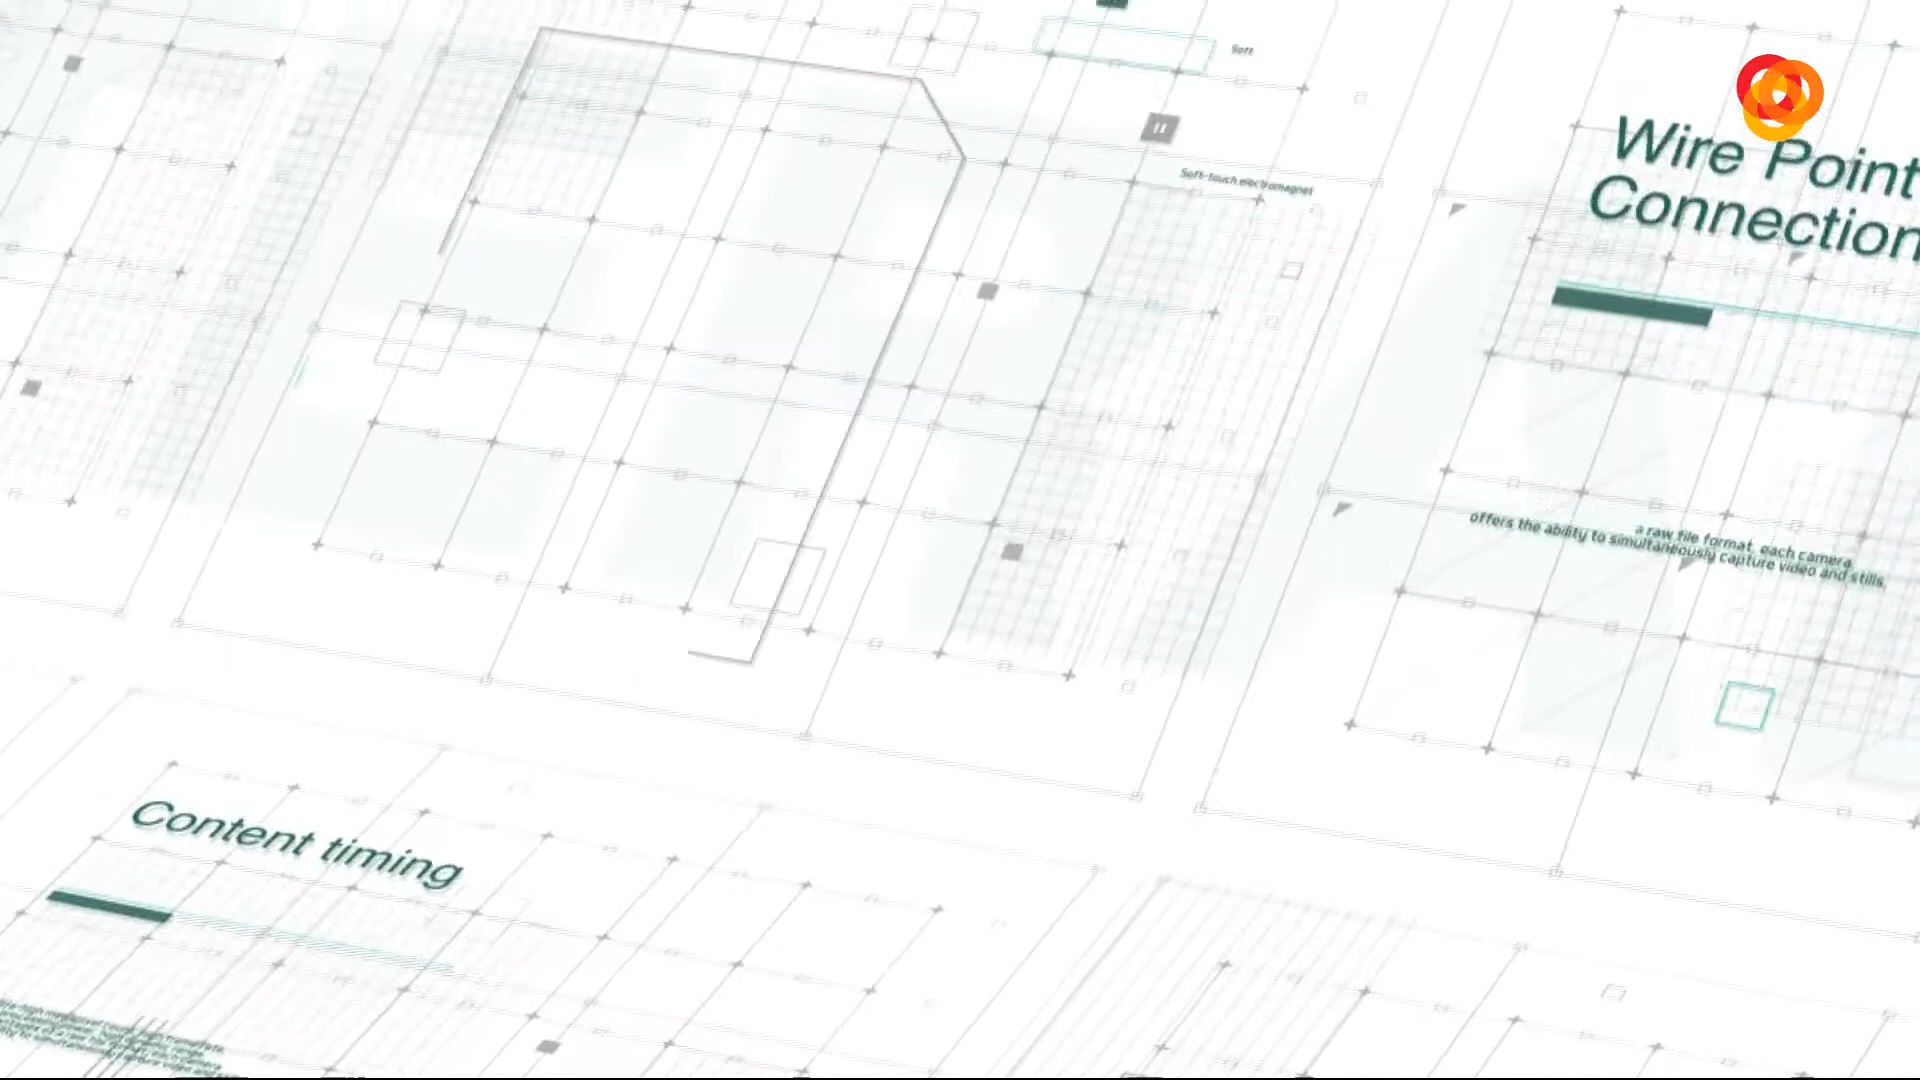 Soft
Soft-touch electromagnet
Wire Point
Connection
a raw file format, each camera
offers the ability to simultaneously capture video and stills,
Content timing